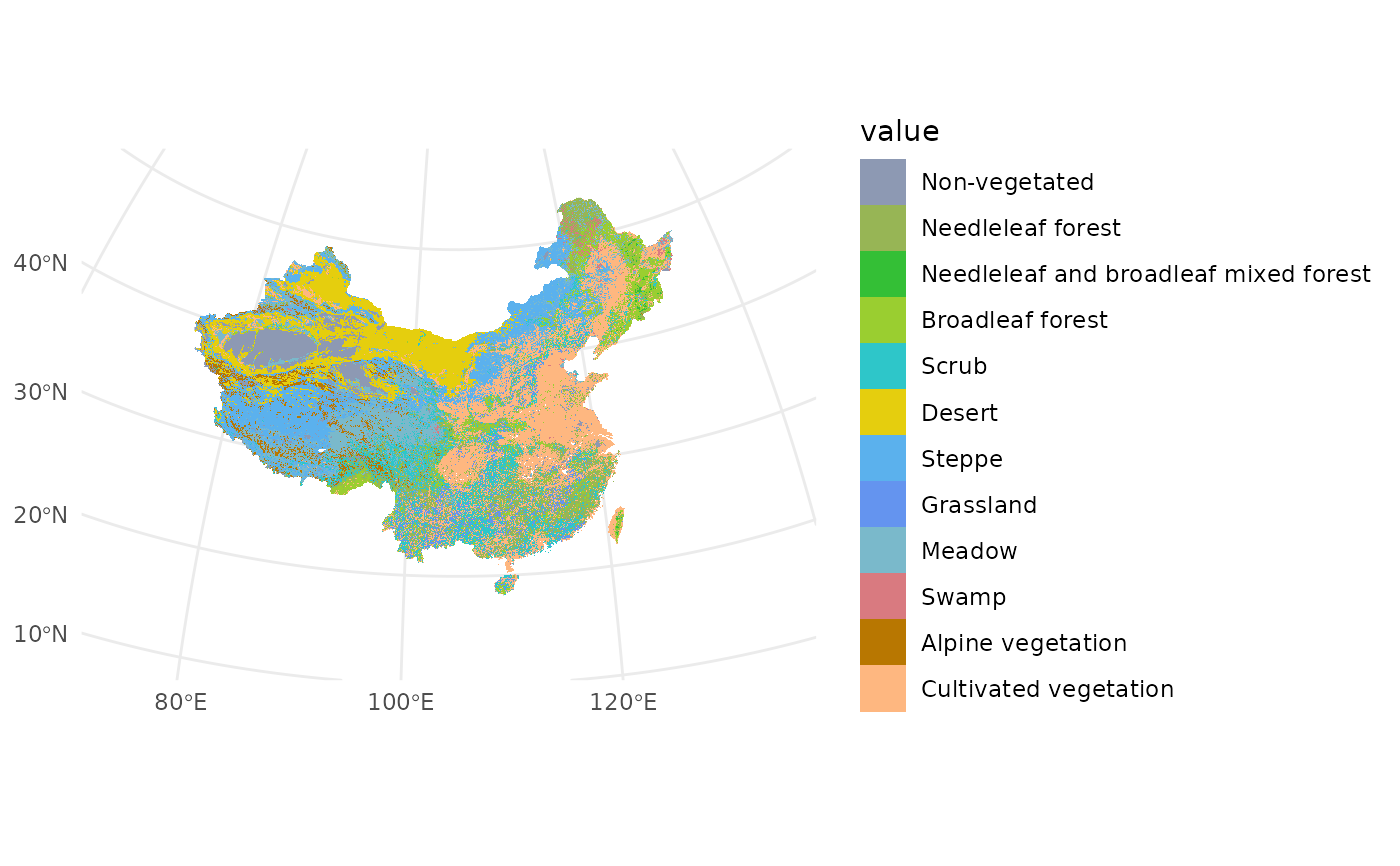 value
Non-vegetated
Needleleaf forest
Needleleaf and broadleaf mixed forest
Broadleaf forest
Scrub
Desert
Steppe
Grassland
Meadow
Swamp
Alpine vegetation
Cultivated vegetation
40°N
30°N
20°N
10°N
80°E 100°E 120°E